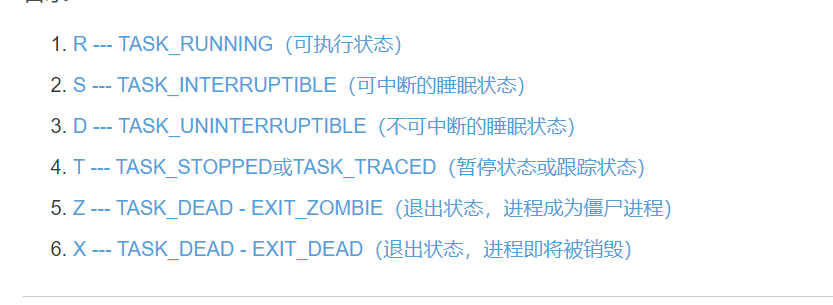 1. R --- TASK_RUNNING（可执行状态）
2. S --- TASK_INTERRUPTIBLE（可中断的睡眠状态）
3. D --- TASK_UNINTERRUPTIBLE（不可中断的睡眠状态）
4. T --- TASK_STOPPED或TASK_TRACED（暂停状态或跟踪状态）
5. Z --- TASK_DEAD - EXIT_ZOMBIE（退出状态，进程成为僵尸进程）
6. X --- TASK_DEAD - EXIT_DEAD（退出状态，进程即将被销毁）